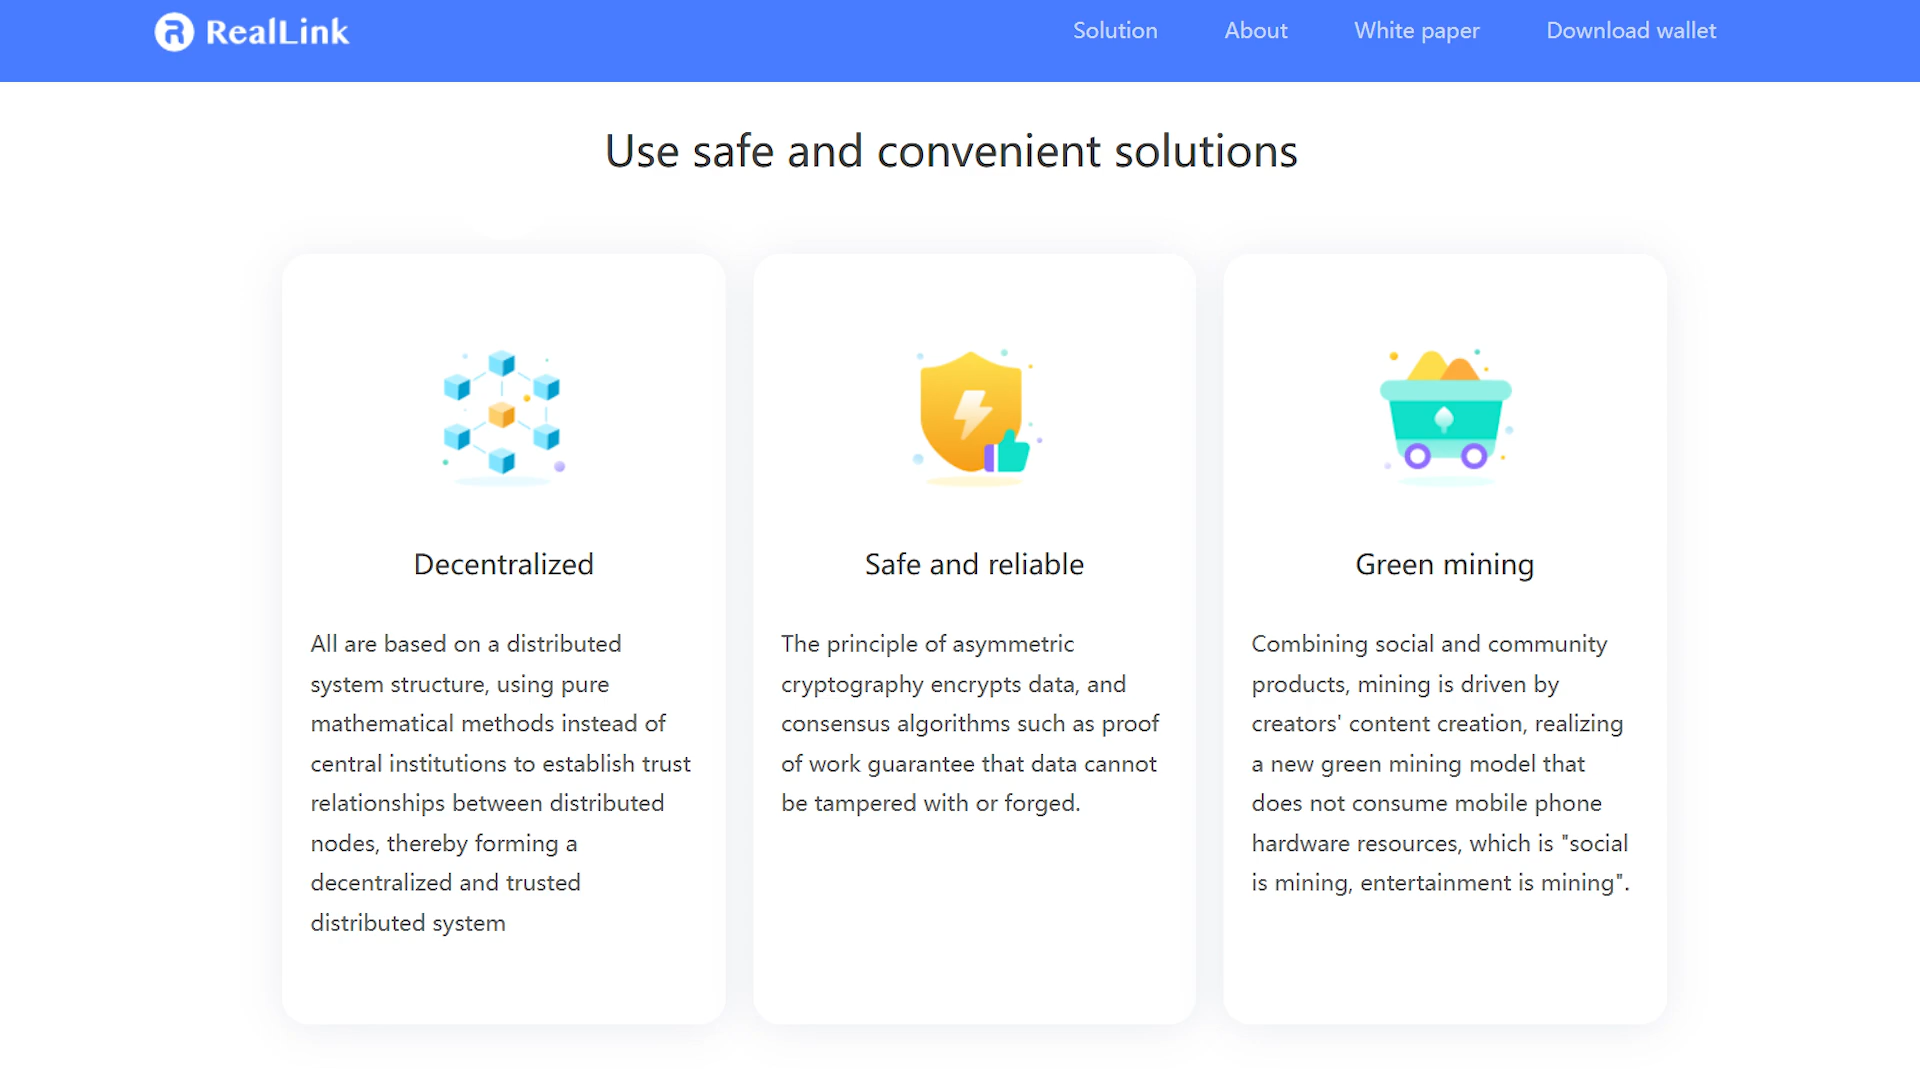 RealLink
Solution
About
White paper
Download wallet
Use safe and convenient solutions
Decentralized
All are based on a distributed
system structure, using pure
mathematical methods instead of
central institutions to establish trust
relationships between distributed
nodes, thereby forming a
decentralized and trusted
distributed system
Safe and reliable
The principle of asymmetric
cryptography encrypts data, and
consensus algorithms such as proof
of work guarantee that data cannot
be tampered with or forged.
Green mining
Combining social and community
products, mining is driven by
creators' content creation, realizing
a new green mining model that
does not consume mobile phone
hardware resources, which is "social
is mining, entertainment is mining".